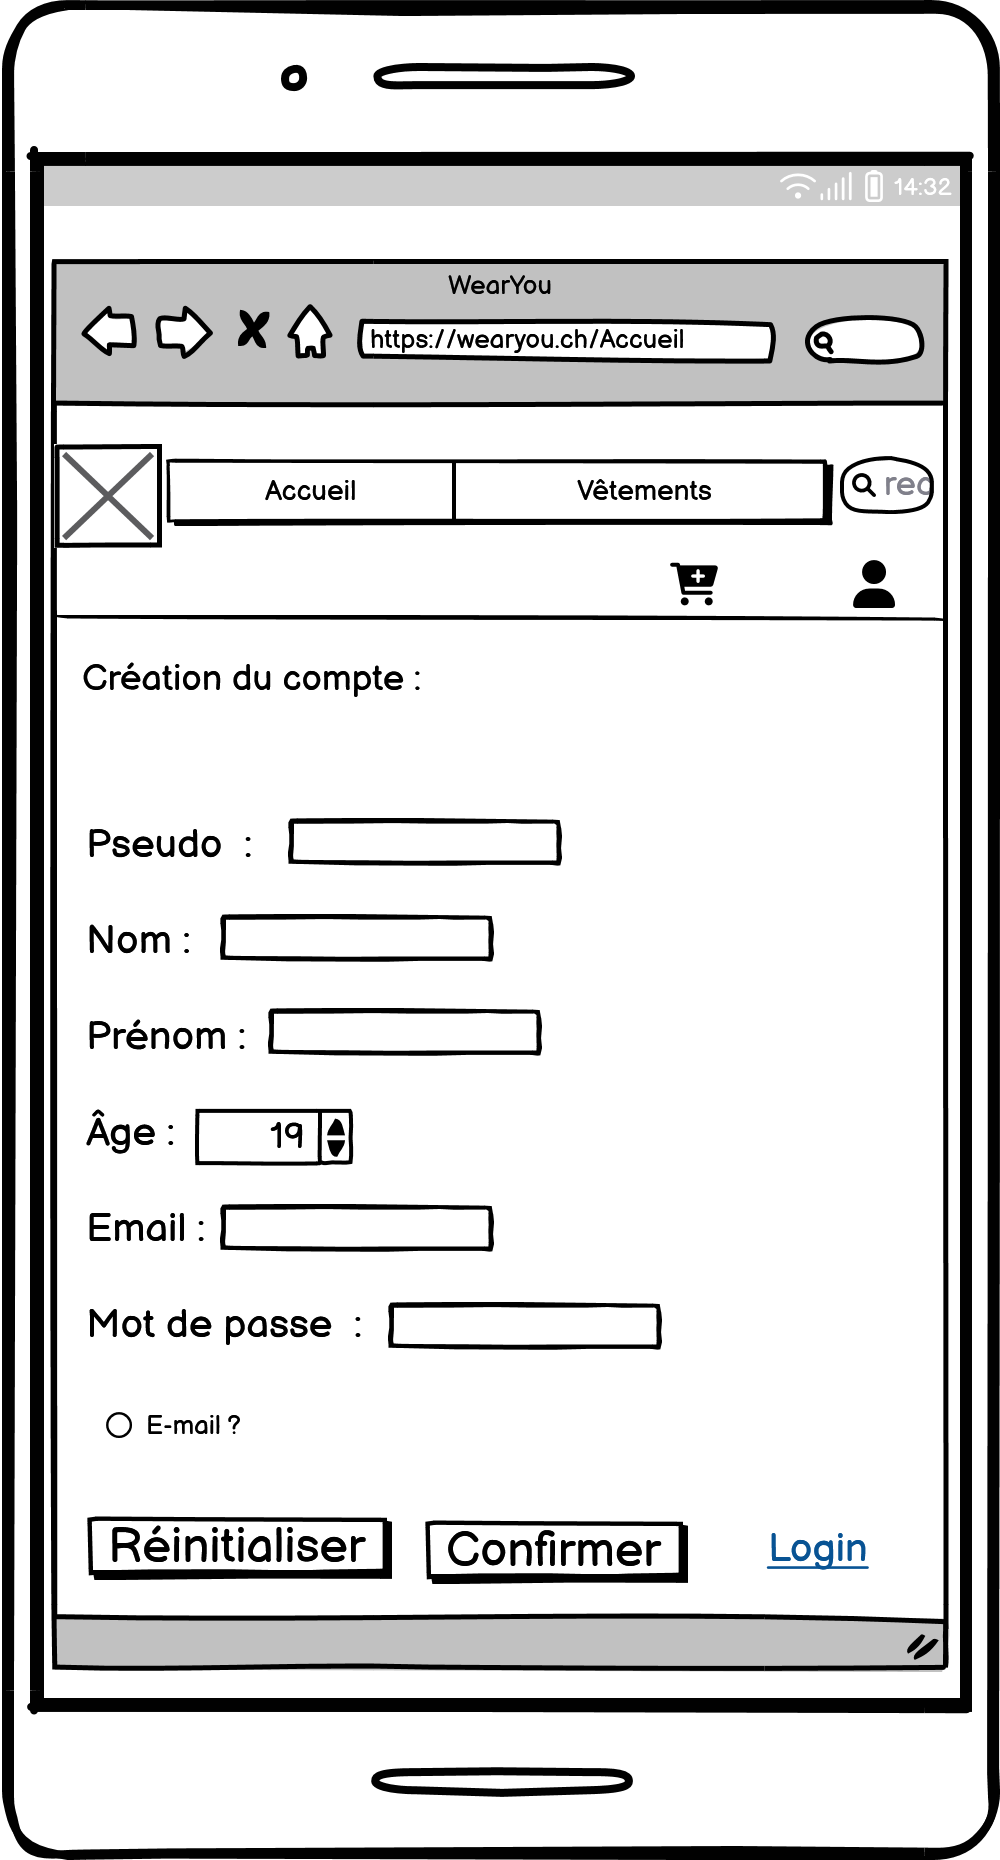 14:32
WearYou
https://wearyou.ch/Accueil
Accueil
Vêtements
rec
Création du compte :
Pseudo :
Nom :
Prénom :
Âge : 19
Email :
Mot de passe :
E-mail ?
Réinitialiser
Confirmer
Login